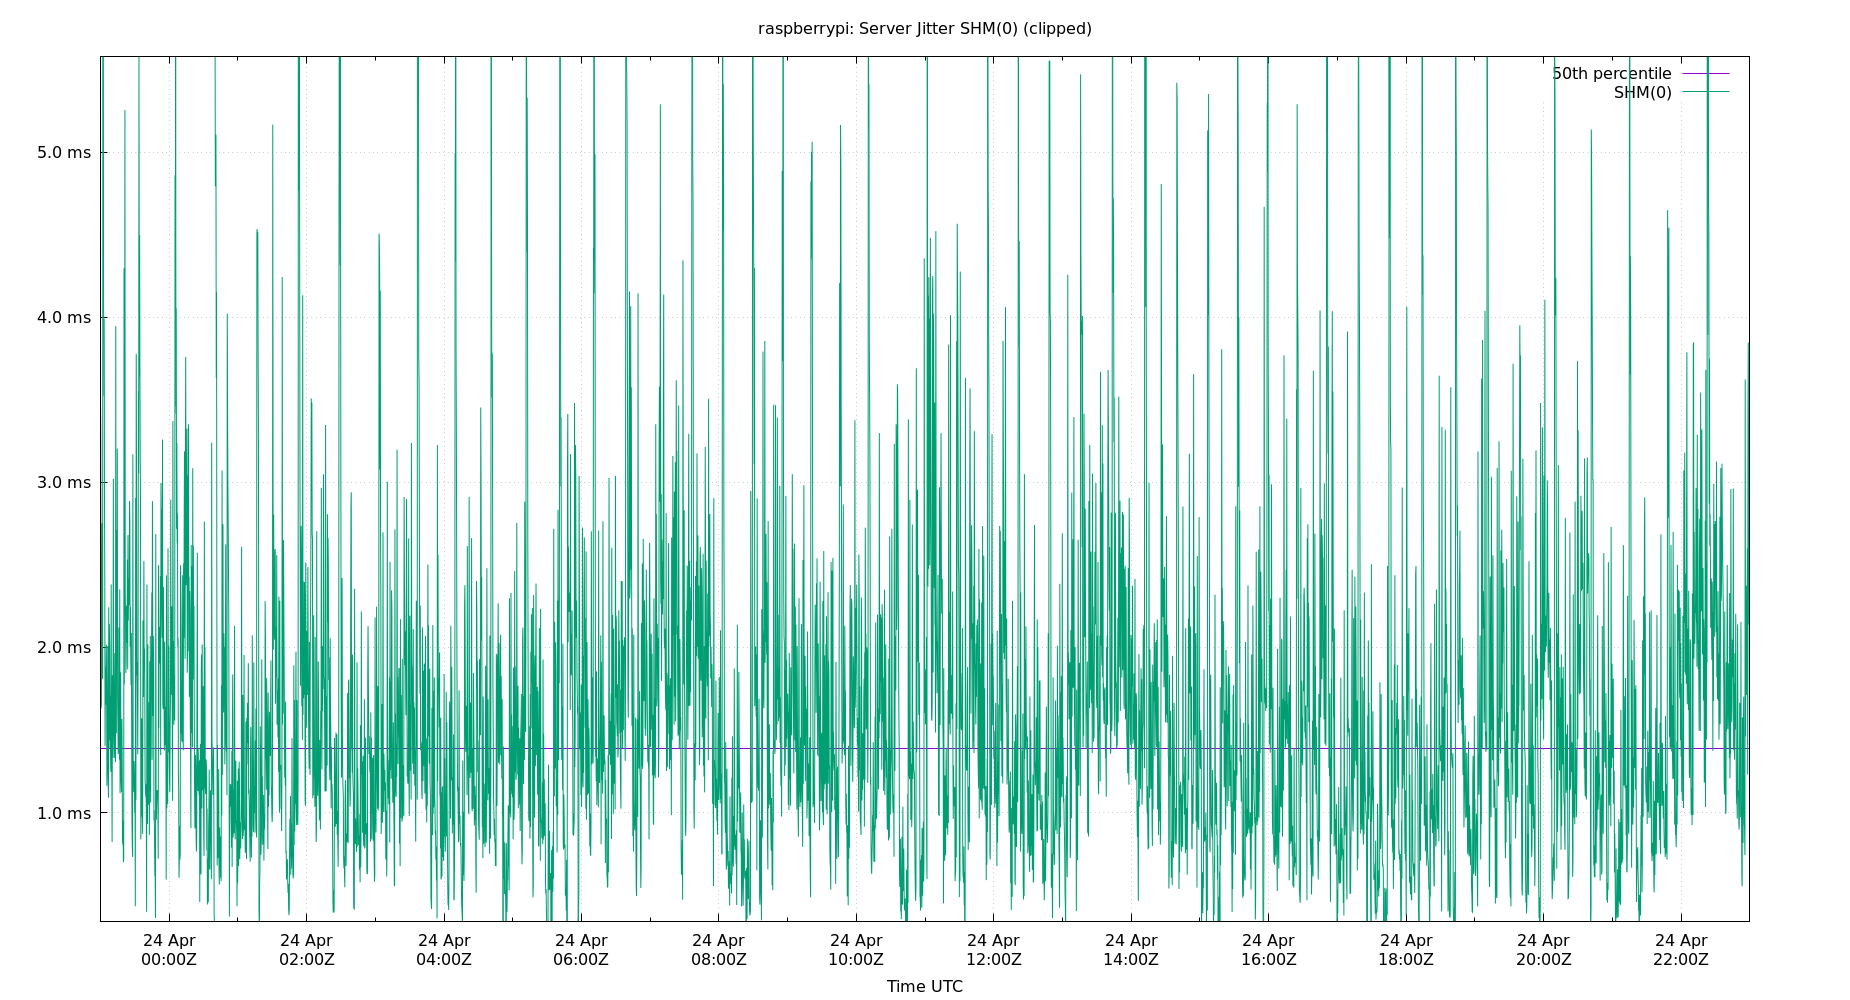 raspberrypi: Server Jitter SHM(0) (clipped)
50th percentile
SHM(0)
5.0 ms
4.0 ms
3.0 ms
2.0 ms
1.0 ms
24 Apr 24 Apr 24 Apr 24 Apr 24 Apr 24 Apr 24 Apr 24 Apr 24 Apr 24 Apr 24 Apr 24 Apr
00:00Z 02:00Z 04:00Z 06:00Z 08:00Z 10:00Z 12:00Z 14:00Z 16:00Z 18:00Z 20:00Z 22:00Z
Time UTC